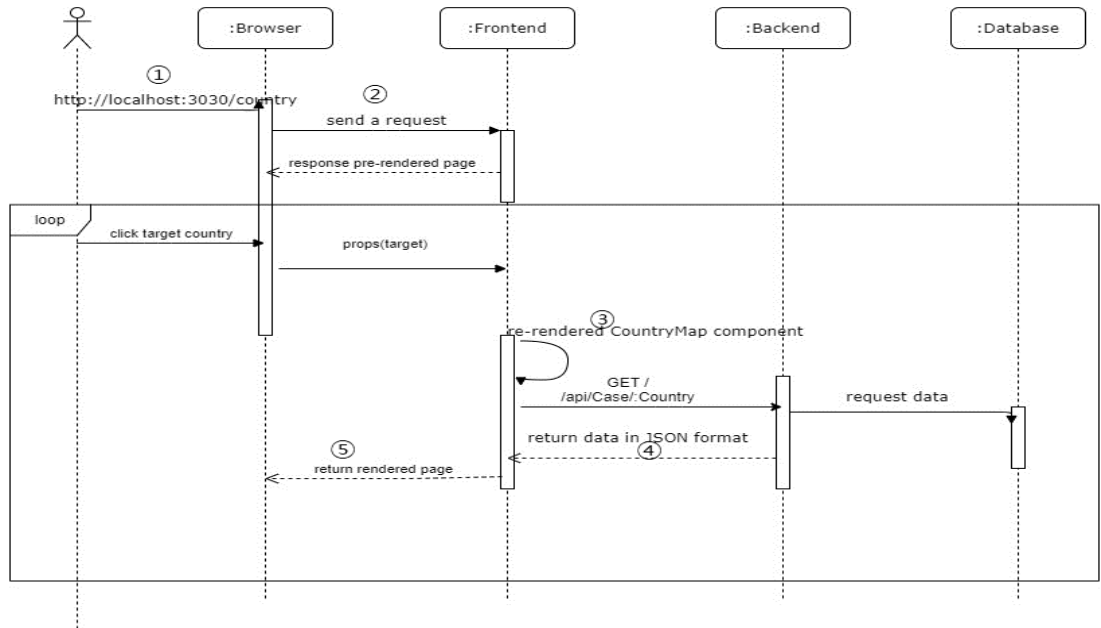 :Browser
:Frontend
:Backend
:Database
①
http://localhost:3030/country
②
send a request
response pre-rendered page
loop
click target country
props(target)
③
re-rendered CountryMap component
GET /
/api/Case/:Country
request data
return data in JSON format
④
⑤
return rendered page